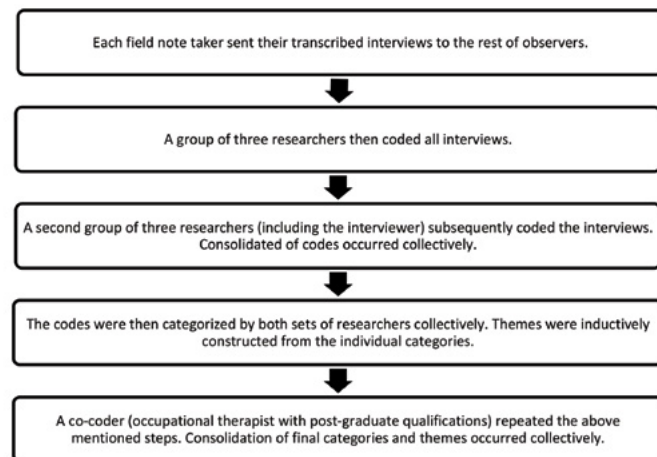 Each field note taker sent their transcribed interviews to the rest of observers.
A group of three researchers then coded all interviews.
A second group of three researchers (including the interviewer) subsequently coded the interviews.
Consolidated of codes occurred collectively.
The codes were then categorized by both sets of researchers collectively. Themes were inductively
constructed from the individual categories.
A co-coder (occupational therapist with post-graduate qualifications) repeated the above
mentioned steps. Consolidation of final categories and themes occurred collectively.